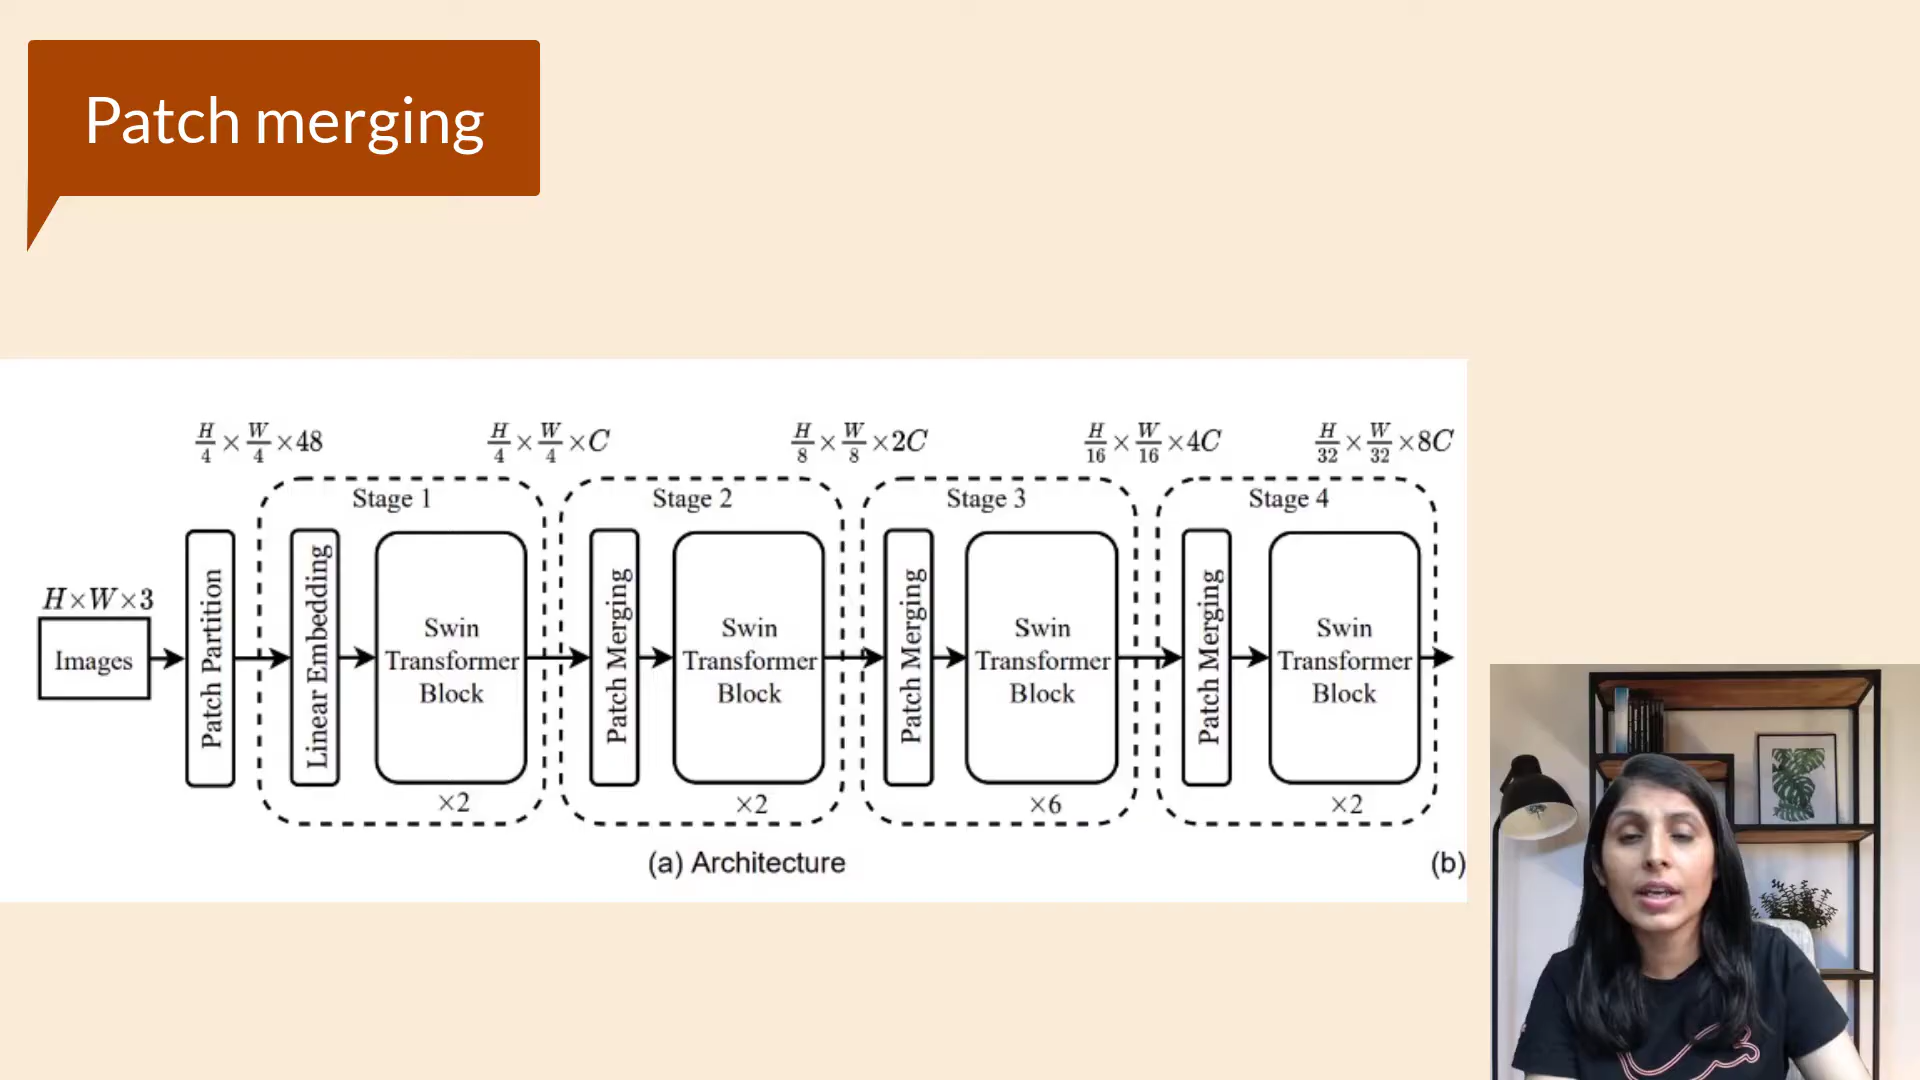 Patch merging
H/4 × W/4 × 48
H/4 × W/4 × C
H/8 × W/8 × 2C
H/16 × W/16 × 4C
H/32 × W/32 × 8C
Stage 1
Stage 2
Stage 3
Stage 4
H×W×3
Images
Patch Partition
Linear Embedding
Swin
Transformer
Block
×2
Patch Merging
Swin
Transformer
Block
×2
Patch Merging
Swin
Transformer
Block
×6
Patch Merging
Swin
Transformer
Block
×2
(a) Architecture
(b)